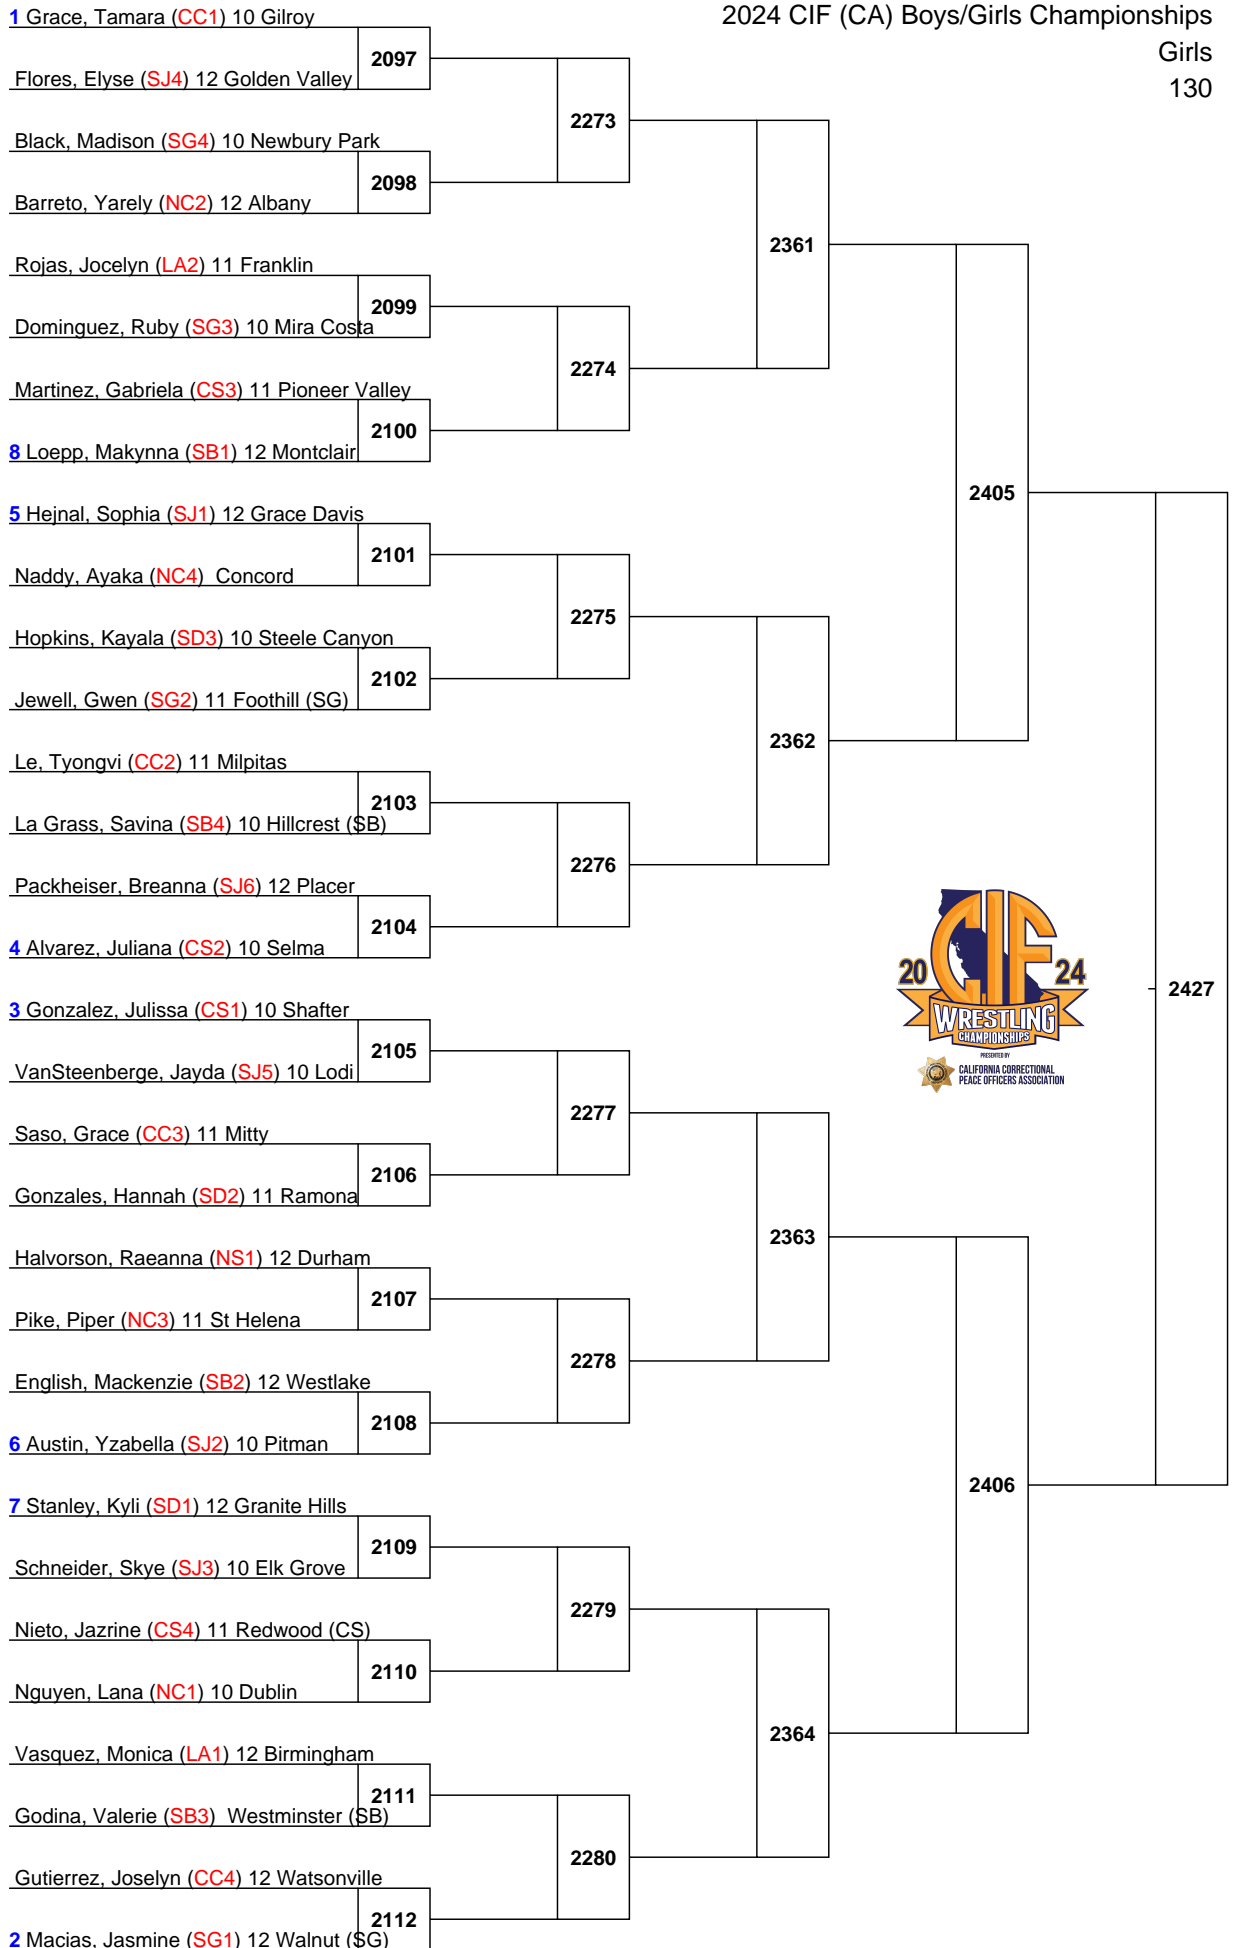 1 Grace, Tamara (CC1) 10 Gilroy
2024 CIF (CA) Boys/Girls Championships
Girls
130
2097
Flores, Elyse (SJ4) 12 Golden Valley
2273
Black, Madison (SG4) 10 Newbury Park
2098
Barreto, Yarely (NC2) 12 Albany
2361
Rojas, Jocelyn (LA2) 11 Franklin
2099
Dominguez, Ruby (SG3) 10 Mira Costa
2274
Martinez, Gabriela (CS3) 11 Pioneer Valley
2100
8 Loepp, Makynna (SB1) 12 Montclair
2405
5 Hejnal, Sophia (SJ1) 12 Grace Davis
2101
Naddy, Ayaka (NC4) Concord
2275
Hopkins, Kayala (SD3) 10 Steele Canyon
2102
Jewell, Gwen (SG2) 11 Foothill (SG)
2362
Le, Tyongvi (CC2) 11 Milpitas
2103
La Grass, Savina (SB4) 10 Hillcrest (SB)
2276
Packheiser, Breanna (SJ6) 12 Placer
2104
4 Alvarez, Juliana (CS2) 10 Selma
20 CIF 24
WRESTLING
CHAMPIONSHIPS
PRESENTED BY
CALIFORNIA CORRECTIONAL
PEACE OFFICERS ASSOCIATION
2427
3 Gonzalez, Julissa (CS1) 10 Shafter
2105
VanSteenberge, Jayda (SJ5) 10 Lodi
2277
Saso, Grace (CC3) 11 Mitty
2106
Gonzales, Hannah (SD2) 11 Ramona
2363
Halvorson, Raeanna (NS1) 12 Durham
2107
Pike, Piper (NC3) 11 St Helena
2278
English, Mackenzie (SB2) 12 Westlake
2108
6 Austin, Yzabella (SJ2) 10 Pitman
2406
7 Stanley, Kyli (SD1) 12 Granite Hills
2109
Schneider, Skye (SJ3) 10 Elk Grove
2279
Nieto, Jazrine (CS4) 11 Redwood (CS)
2110
Nguyen, Lana (NC1) 10 Dublin
2364
Vasquez, Monica (LA1) 12 Birmingham
2111
Godina, Valerie (SB3) Westminster (SB)
2280
Gutierrez, Joselyn (CC4) 12 Watsonville
2112
2 Macias, Jasmine (SG1) 12 Walnut (SG)